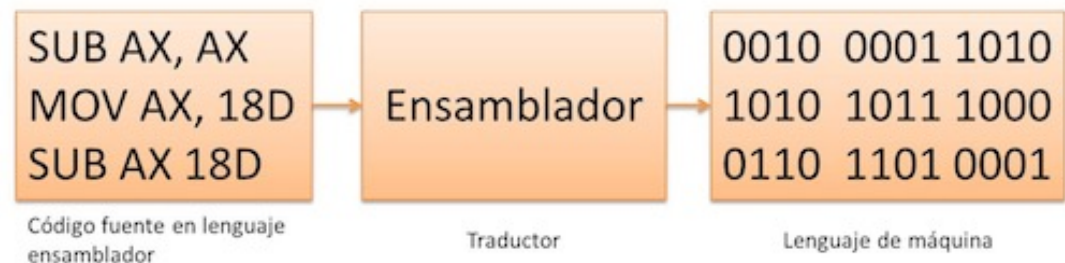 SUB AX, AX
MOV AX, 18D
SUB AX 18D
Ensamblador
0010 0001 1010
1010 1011 1000
0110 1101 0001
Código fuente en lenguaje
ensamblador
Traductor
Lenguaje de máquina